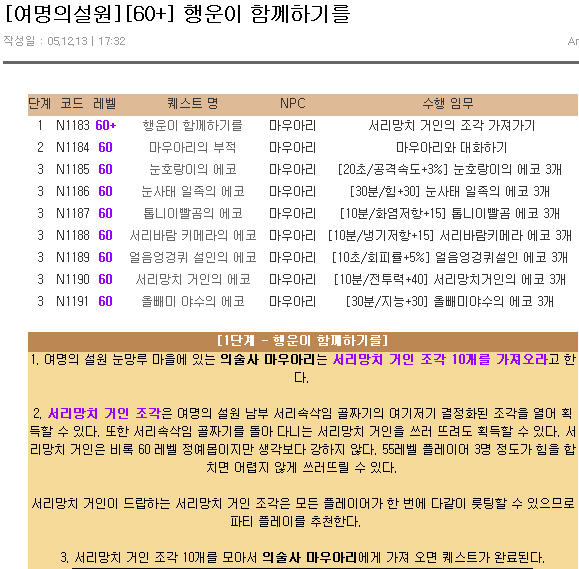 [여명의설원][60+] 행운이 함께하기를
작성일 : 05,12,13 | 17:32
Ar
단계 코드 레벨 퀘스트 명 NPC 수행 임무
1 N1183 60+ 행운이 함께하기를 마우아리 서리망치 거인의 조각 가져가기
2 N1184 60 마우아리의 부적 마우아리 마우아리와 대화하기
3 N1185 60 눈호랑이의 에코 마우아리 [20초/공격속도+3%] 눈호랑이의 에코 3개
3 N1186 60 눈사태 일족의 에코 마우아리 [30분/힘+30] 눈사태 일족의 에코 3개
3 N1187 60 톱니이빨곰의 에코 마우아리 [10분/화염저항+15] 톱니이빨곰 에코 3개
3 N1188 60 서리바람 키메라의 에코 마우아리 [10분/냉기저항+15] 서리바람키메라 에코 3개
3 N1189 60 얼음엉겅퀴 설인의 에코 마우아리 [10초/회피률+5%] 얼음엉겅퀴설인 에코 3개
3 N1190 60 서리망치 거인의 에코 마우아리 [10분/전투력+40] 서리망치거인의 에코 3개
3 N1191 60 올빼미 야수의 에코 마우아리 [30분/지능+30] 올빼미야수의 에코 3개
[1단계 - 행운이 함께하기를]
1. 여명의 설원 눈망루 마을에 있는 의술사 마우아리는 서리망치 거인 조각 10개를 가져오라고 한
다.
2. 서리망치 거인 조각은 여명의 설원 남부 서리속삭임 골짜기의 여기저기 결정화된 조각을 열어 획
득할 수 있다. 또한 서리속삭임 골짜기를 돌아 다니는 서리망치 거인을 쓰러 뜨려도 획득할 수 있다. 서
리망치 거인은 비록 60 레벨 정예몹이지만 생각보다 강하지 않다. 55레벨 플레이어 3명 정도가 힘을 합
치면 어렵지 않게 쓰러뜨릴 수 있다.
서리망치 거인이 드랍하는 서리망치 거인 조각은 모든 플레이어가 한 번에 다같이 룻팅할 수 있으므로
파티 플레이를 추천한다.
3. 서리망치 거인 조각 10개를 모아서 의술사 마우아리에게 가져 오면 퀘스트가 완료된다.